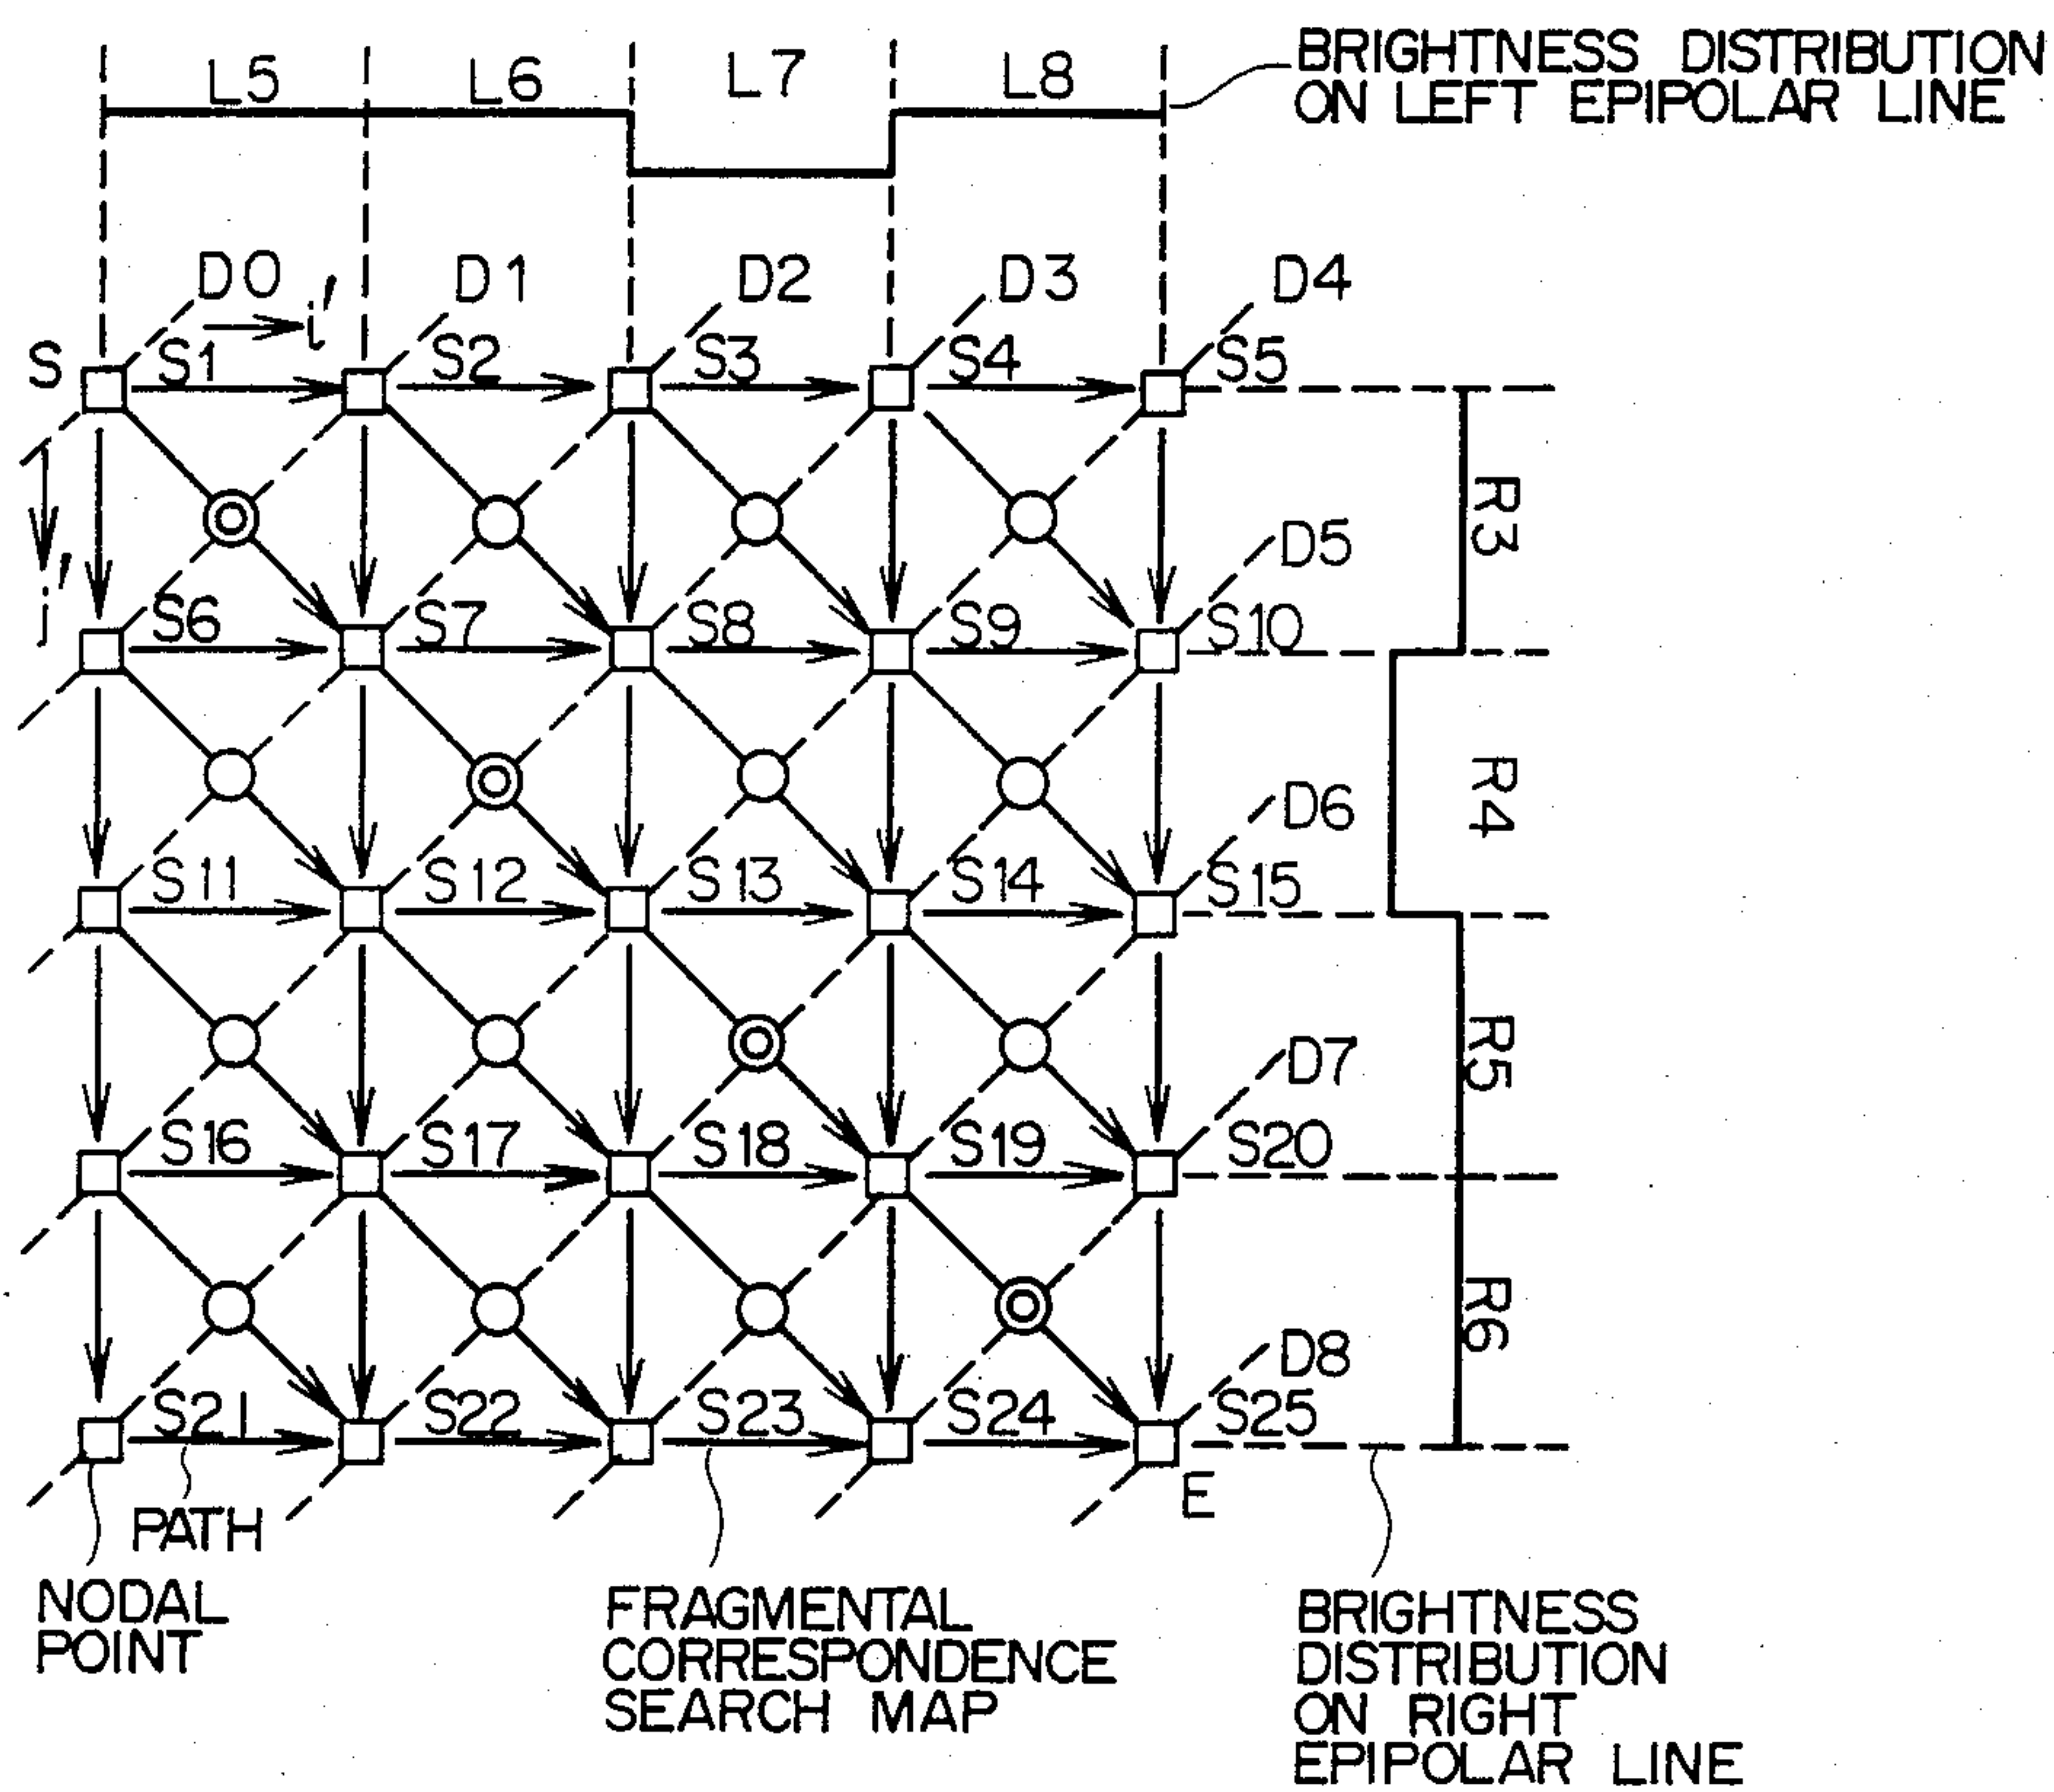 L5 L6 L7 L8
BRIGHTNESS DISTRIBUTION
ON LEFT EPIPOLAR LINE
D0 D1 D2 D3 D4
i'
S S1 S2 S3 S4 S5
R3
j'
D5
S6 S7 S8 S9 S10
R4
D6
S11 S12 S13 S14 S15
R5
D7
S16 S17 S18 S19 S20
R6
D8
S21 S22 S23 S24 S25
E
PATH
NODAL
POINT
FRAGMENTAL
CORRESPONDENCE
SEARCH MAP
BRIGHTNESS
DISTRIBUTION
ON RIGHT
EPIPOLAR LINE